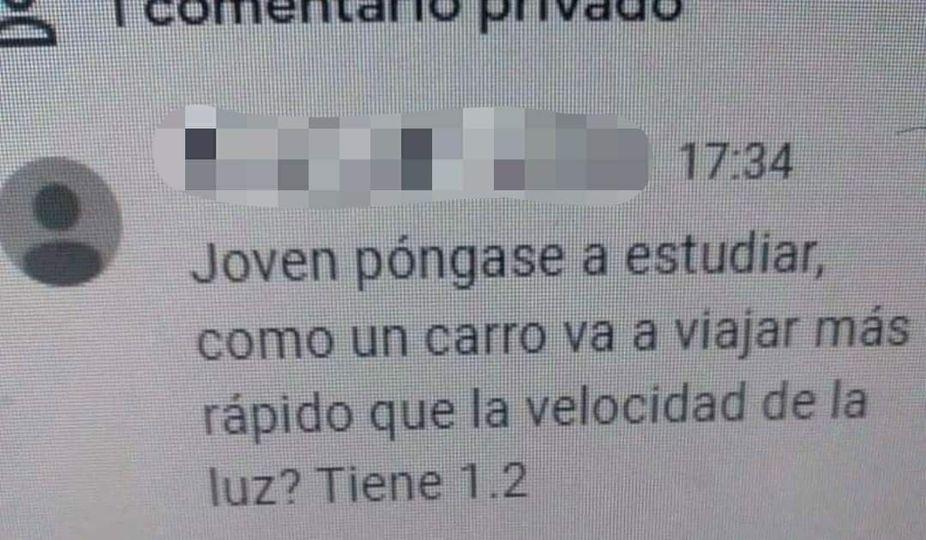 1 comentario privado
17:34
Joven póngase a estudiar,
como un carro va a viajar más
rápido que la velocidad de la
luz? Tiene 1.2